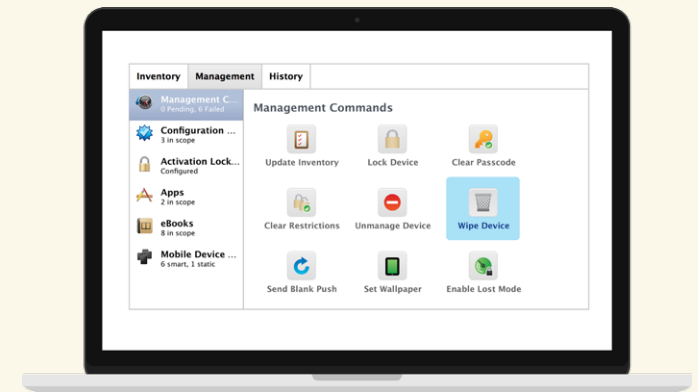 Inventory Management History
Management C...
0 Pending, 6 Failed
Configuration ...
3 in scope
Activation Lock...
Configured
Apps
2 in scope
eBooks
8 in scope
Mobile Device ...
6 smart, 1 static
Management Commands
Update Inventory Lock Device Clear Passcode
Clear Restrictions Unmanage Device Wipe Device
Send Blank Push Set Wallpaper Enable Lost Mode